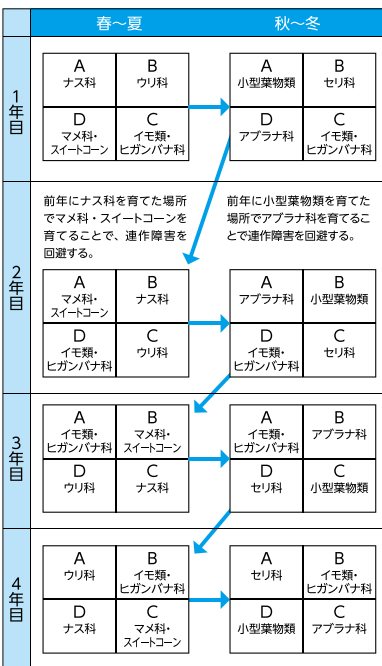 春～夏
秋～冬
1年目
A
ナス科
B
ウリ科
D
マメ科・
スイートコーン
C
イモ類・
ヒガンバナ科
A
小型葉物類
B
セリ科
D
アブラナ科
C
イモ類・
ヒガンバナ科
2年目
前年にナス科を育てた場所
でマメ科・スイートコーンを
育てることで、連作障害を
回避する。
前年に小型葉物類を育てた
場所でアブラナ科を育てるこ
とで連作障害を回避する。
A
マメ科・
スイートコーン
B
ナス科
D
イモ類・
ヒガンバナ科
C
ウリ科
A
アブラナ科
B
小型葉物類
D
イモ類・
ヒガンバナ科
C
セリ科
3年目
A
イモ類・
ヒガンバナ科
B
マメ科・
スイートコーン
D
ウリ科
C
ナス科
A
イモ類・
ヒガンバナ科
B
アブラナ科
D
セリ科
C
小型葉物類
4年目
A
ウリ科
B
イモ類・
ヒガンバナ科
D
ナス科
C
マメ科・
スイートコーン
A
セリ科
B
イモ類・
ヒガンバナ科
D
小型葉物類
C
アブラナ科